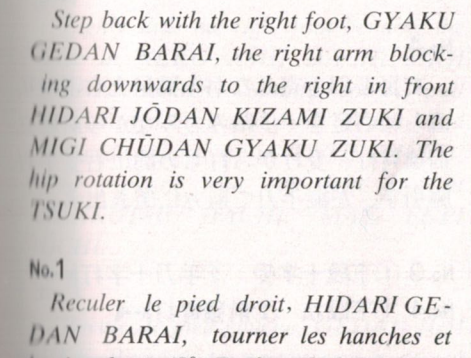 Step back with the right foot, GYAKU
GEDAN BARAI, the right arm block-
ing downwards to the right in front
HIDARI JŌDAN KIZAMI ZUKI and
MIGI CHŪDAN GYAKU ZUKI. The
hip rotation is very important for the
TSUKI.
No.1
Reculer le pied droit, HIDARI GE-
DAN BARAI, tourner les hanches et